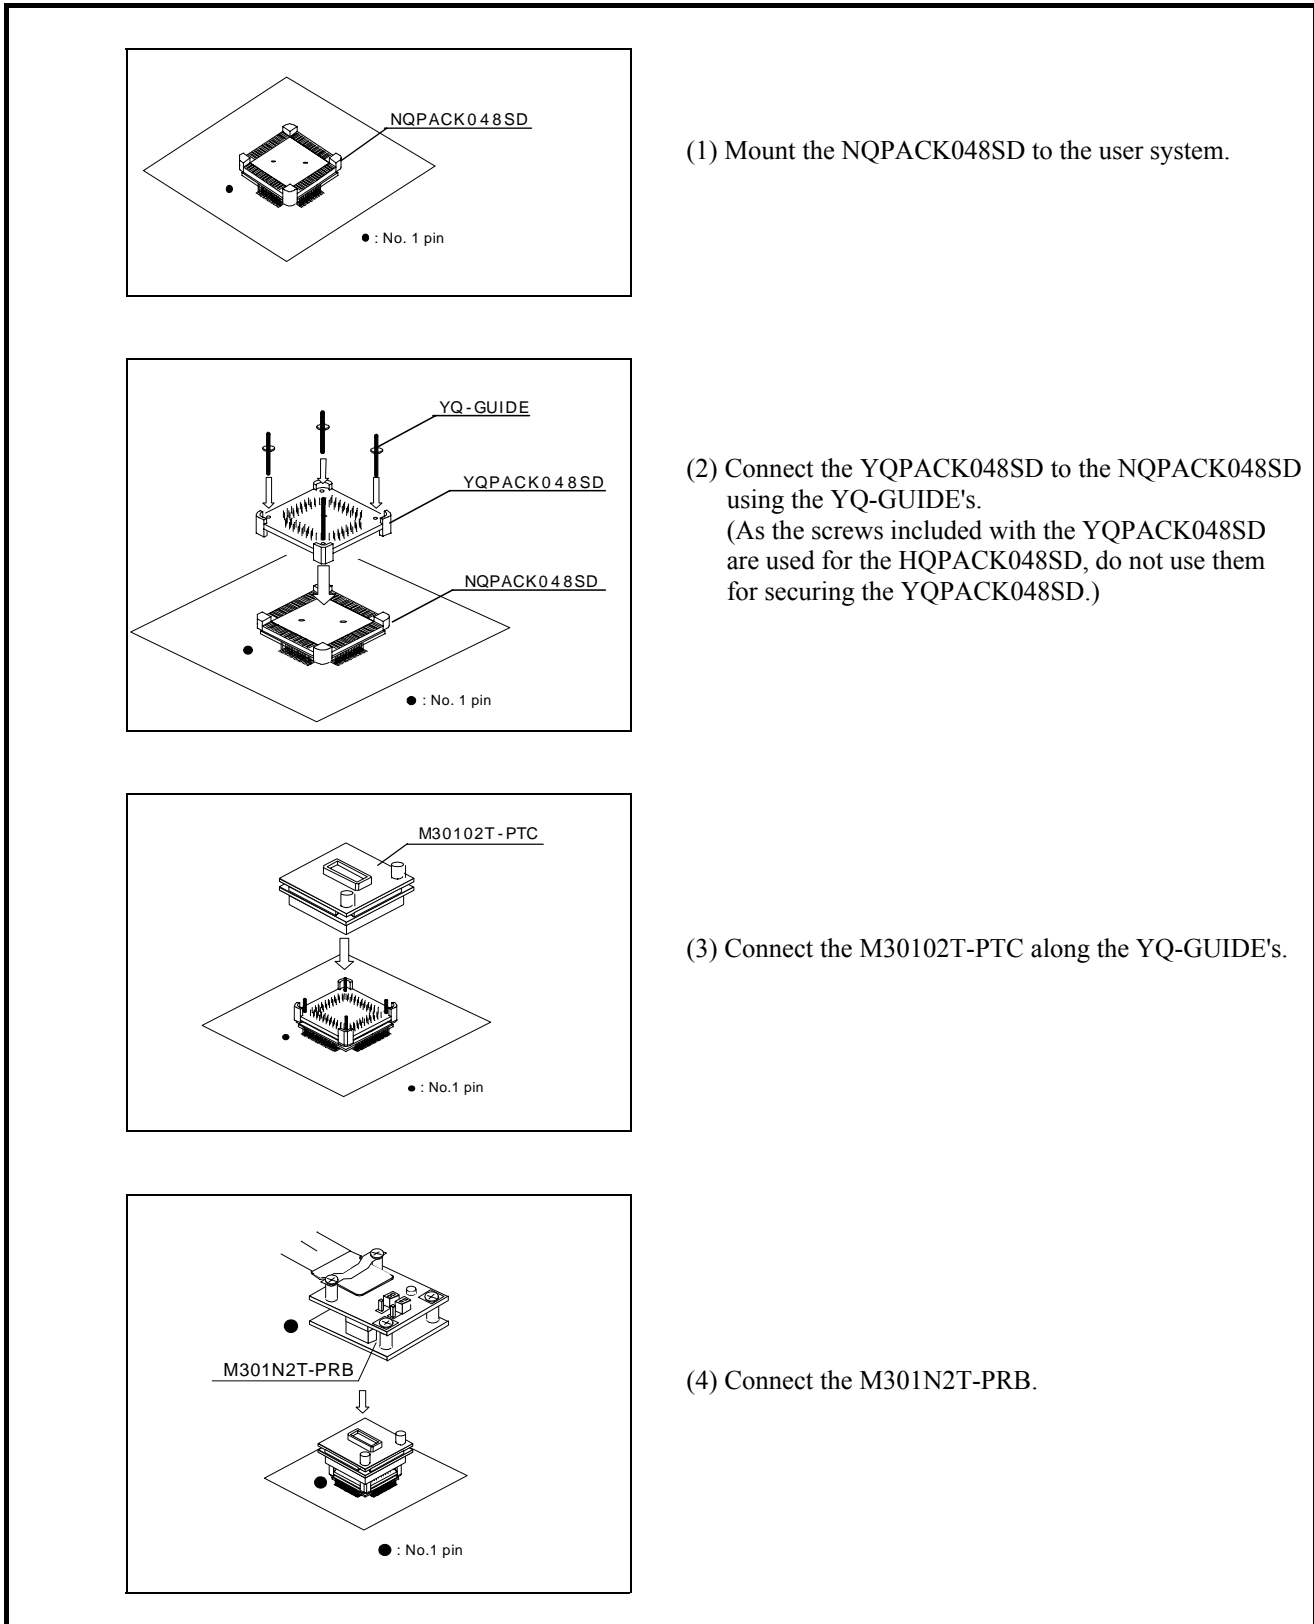 NQPACK048SD
● : No. 1 pin
(1) Mount the NQPACK048SD to the user system.
YQ-GUIDE
YQPACK048SD
NQPACK048SD
● : No. 1 pin
(2) Connect the YQPACK048SD to the NQPACK048SD
using the YQ-GUIDE's.
(As the screws included with the YQPACK048SD
are used for the HQPACK048SD, do not use them
for securing the YQPACK048SD.)
M30102T-PTC
● : No.1 pin
(3) Connect the M30102T-PTC along the YQ-GUIDE's.
M301N2T-PRB
● : No.1 pin
(4) Connect the M301N2T-PRB.